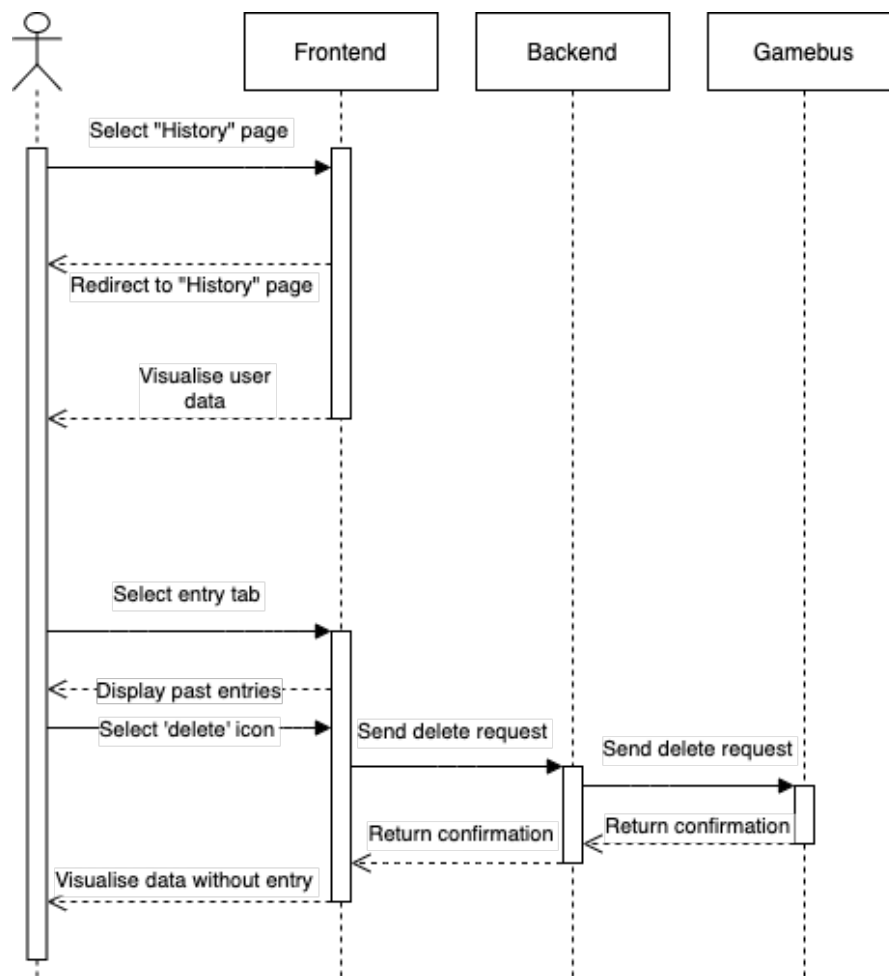 Frontend
Backend
Gamebus
Select "History" page
Redirect to "History" page
Visualise user
data
Select entry tab
Display past entries
Select 'delete' icon
Send delete request
Send delete request
Return confirmation
Return confirmation
Visualise data without entry